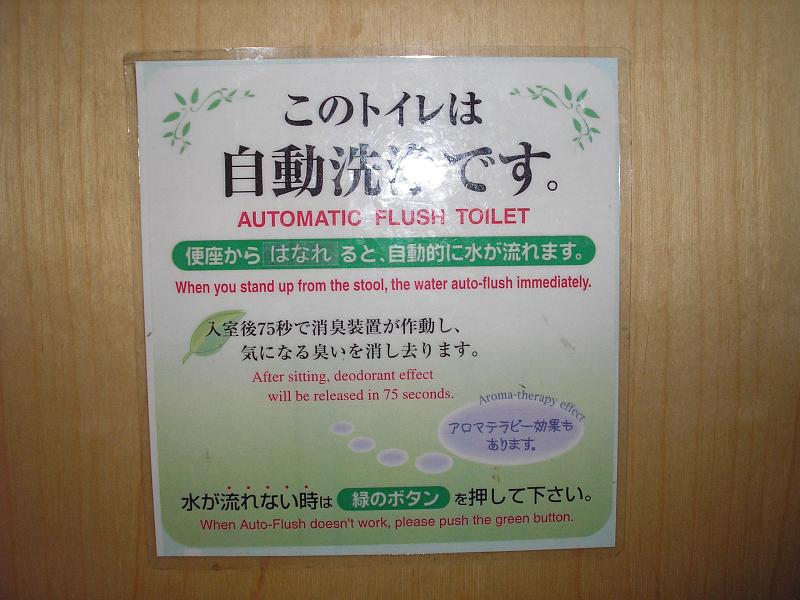 このトイレは
自動洗浄です。
AUTOMATIC FLUSH TOILET
便座から はなれ ると、自動的に水が流れます。
When you stand up from the stool, the water auto-flush immediately.
入室後75秒で消臭装置が作動し、
気になる臭いを消し去ります。
After sitting, deodorant effect
will be released in 75 seconds.
Aroma-therapy effect
アロマテラピー効果も
あります。
水が流れない時は 緑のボタン を押して下さい。
When Auto-Flush doesn't work, please push the green button.